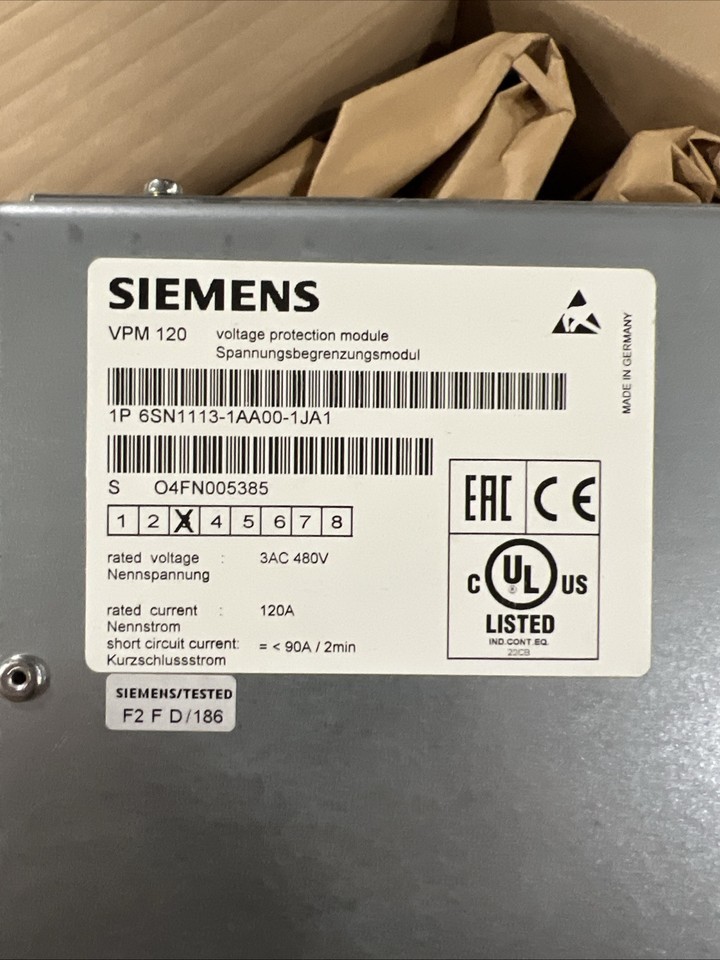 SIEMENS
VPM 120 voltage protection module
Spannungsbegrenzungsmodul
MADE IN GERMANY
1P 6SN1113-1AA00-1JA1
S O4FN005385
1 2 4 5 6 7 8
EAC CE
rated voltage : 3AC 480V
Nennspannung
rated current : 120A
Nennstrom
short circuit current: = < 90A / 2min
Kurzschlussstrom
C UL ® US
LISTED
IND.CONT.EQ.
SIEMENS/TESTED
F2 F D/186